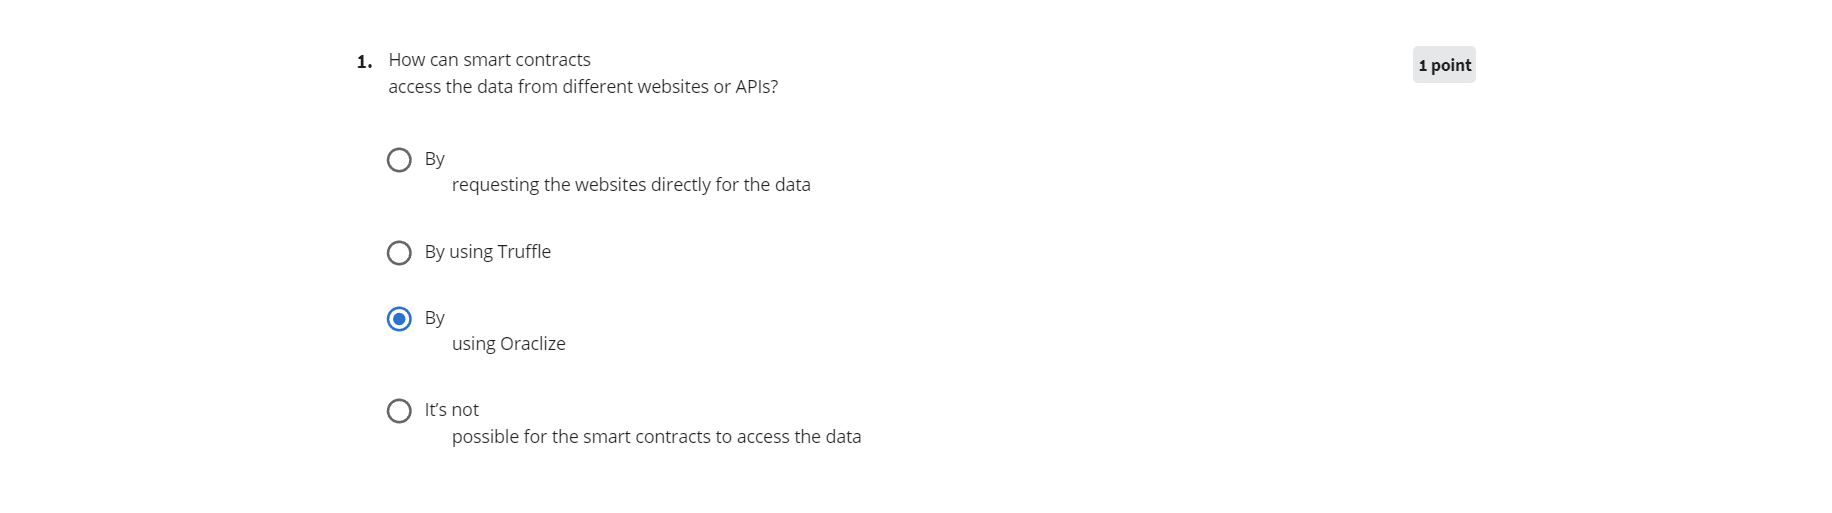 1. How can smart contracts
1 point
access the data from different websites or APIs?
By
requesting the websites directly for the data
By using Truffle
By
using Oraclize
It’s not
possible for the smart contracts to access the data